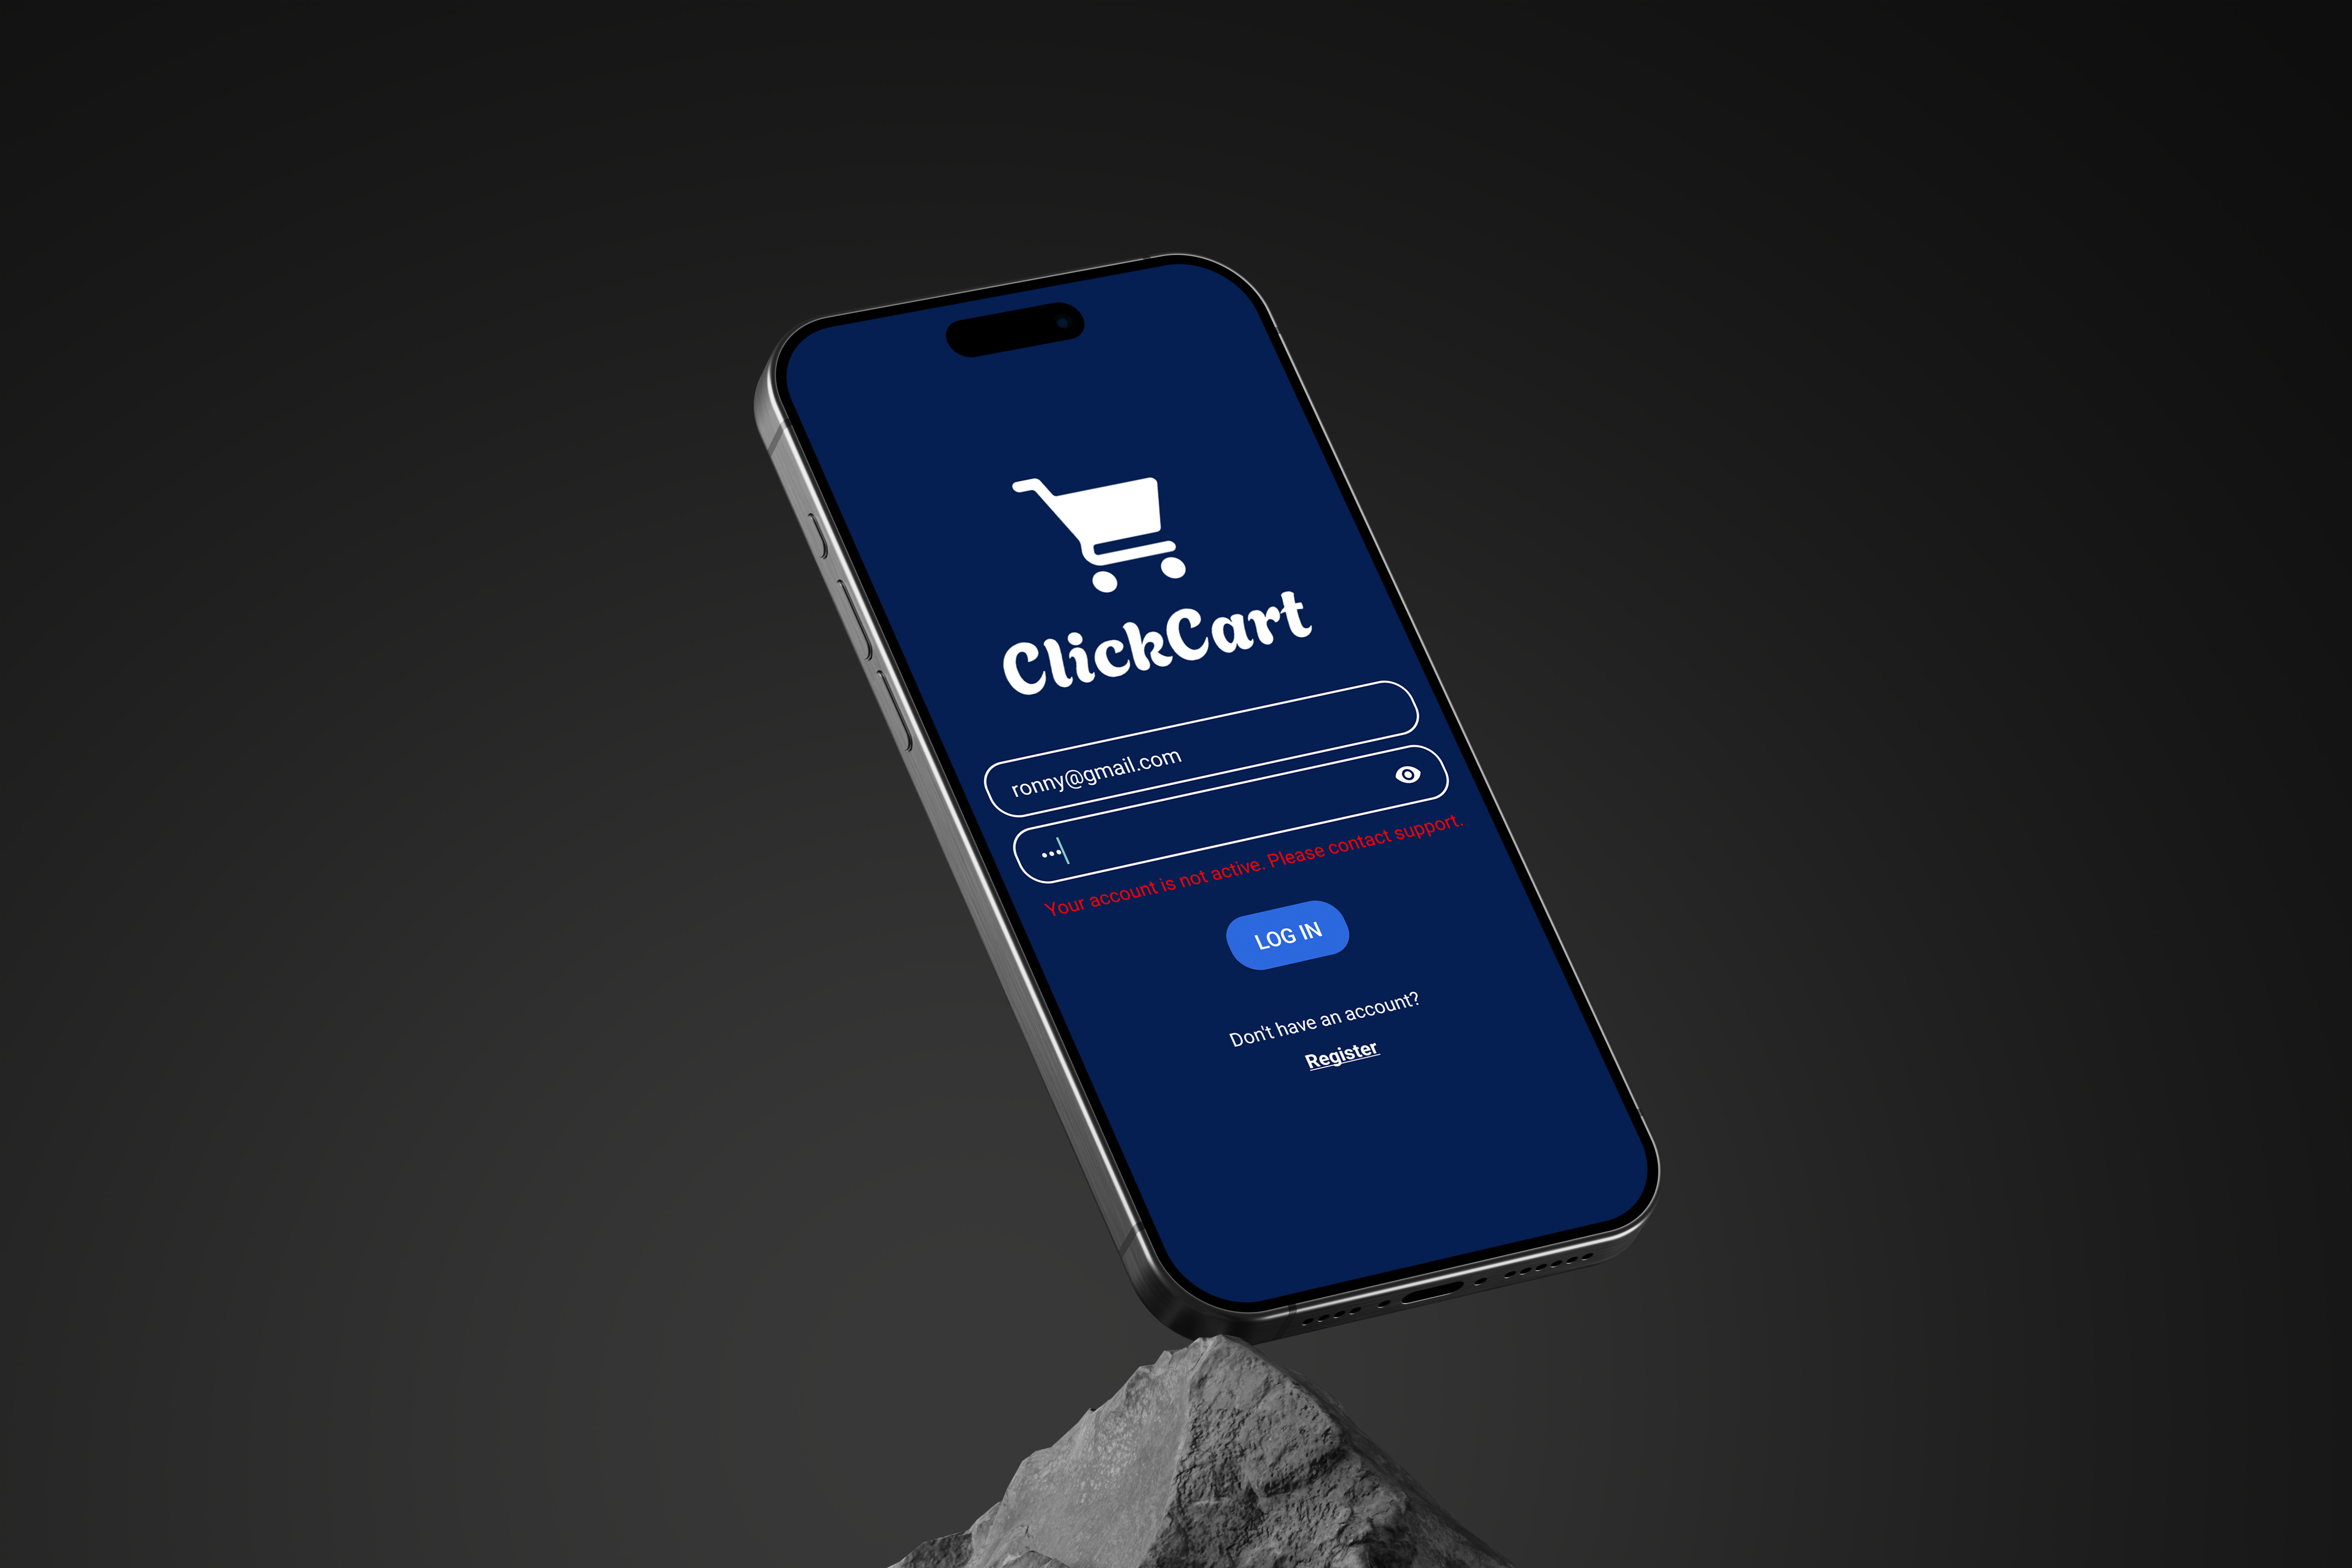 ClickCart
ronny@gmail.com
•••
Your account is not active. Please contact support.
LOG IN
Don't have an account?
Register